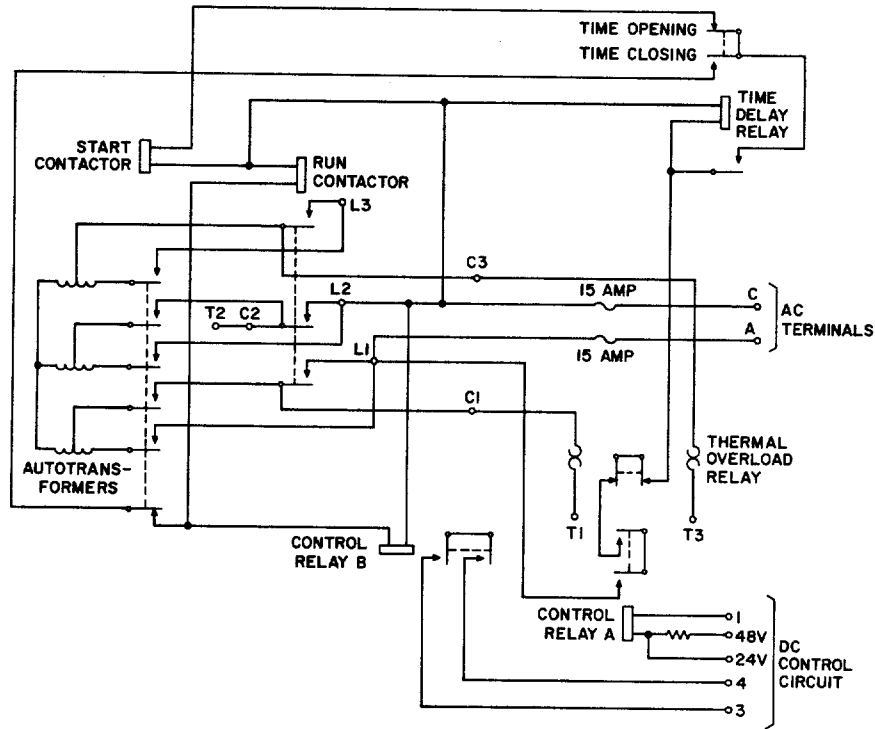 TIME OPENING
TIME CLOSING
TIME
DELAY
RELAY
START
CONTACTOR
RUN
CONTACTOR
L3
C3
L2
15 AMP
C
T2
C2
AC
TERMINALS
L1
15 AMP
A
C1
AUTOTRANS-
FORMERS
THERMAL
OVERLOAD
RELAY
T1
T3
CONTROL
RELAY B
CONTROL
RELAY A
1
48V
24V
4
3
DC
CONTROL
CIRCUIT